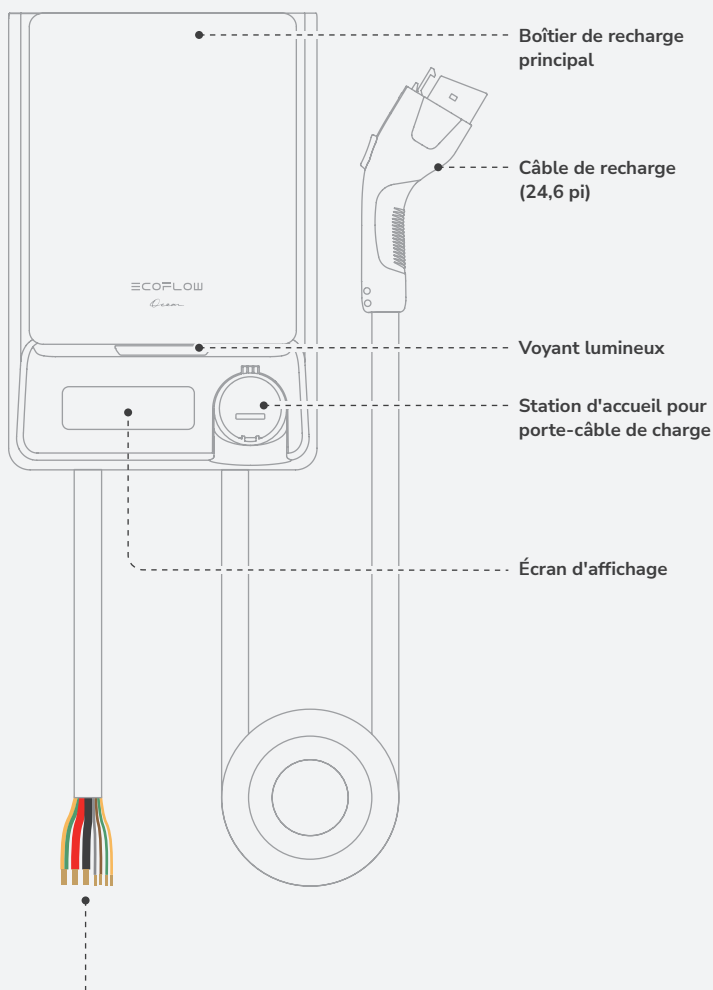 Boîtier de recharge
principal
Câble de recharge
(24,6 pi)
ECOFLOW
Ocean
Voyant lumineux
Station d'accueil pour
porte-câble de charge
Écran d'affichage